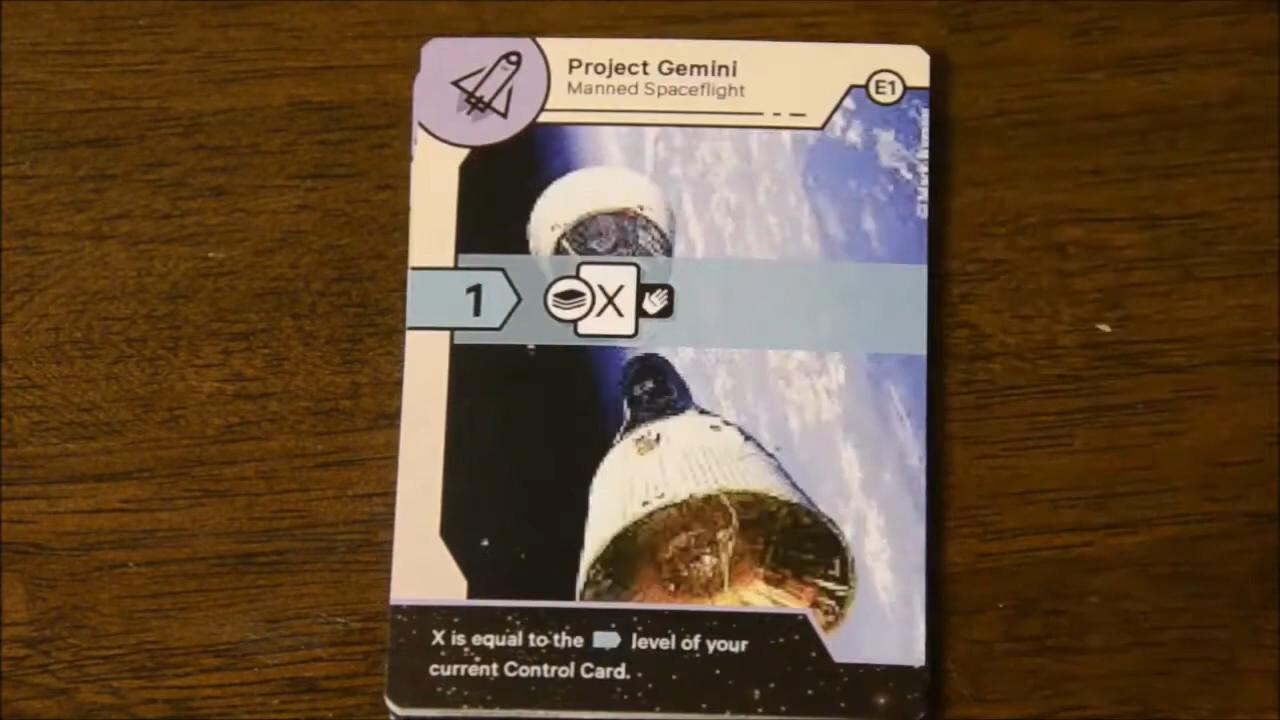 Project Gemini
Manned Spaceflight
E1
1
X
X is equal to the level of your
current Control Card.